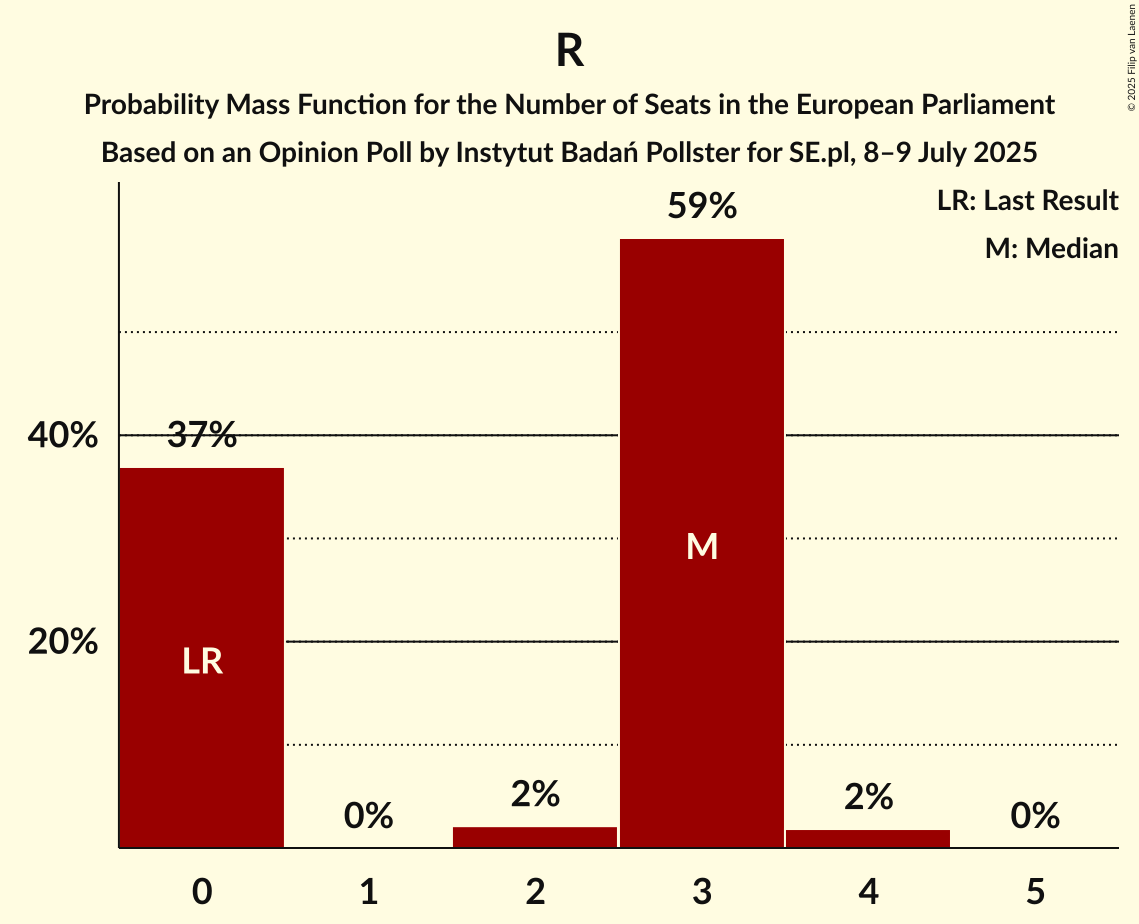 R
Probability Mass Function for the Number of Seats in the European Parliament
Based on an Opinion Poll by Instytut Badań Pollster for SE.pl, 8–9 July 2025
© 2025 Filip van Laenen
LR: Last Result
M: Median
59%
40%
37%
M
20%
LR
2%
2%
0%
0%
0 1 2 3 4 5